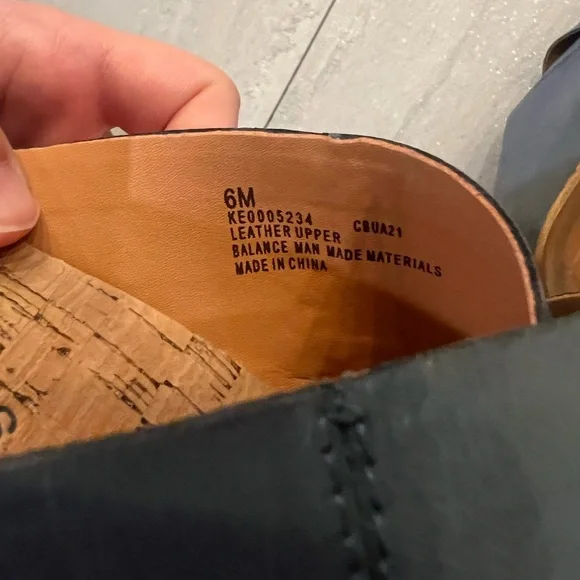 6M
KE0005234 CBUA21
LEATHER UPPER
BALANCE MAN MADE MATERIALS
MADE IN CHINA